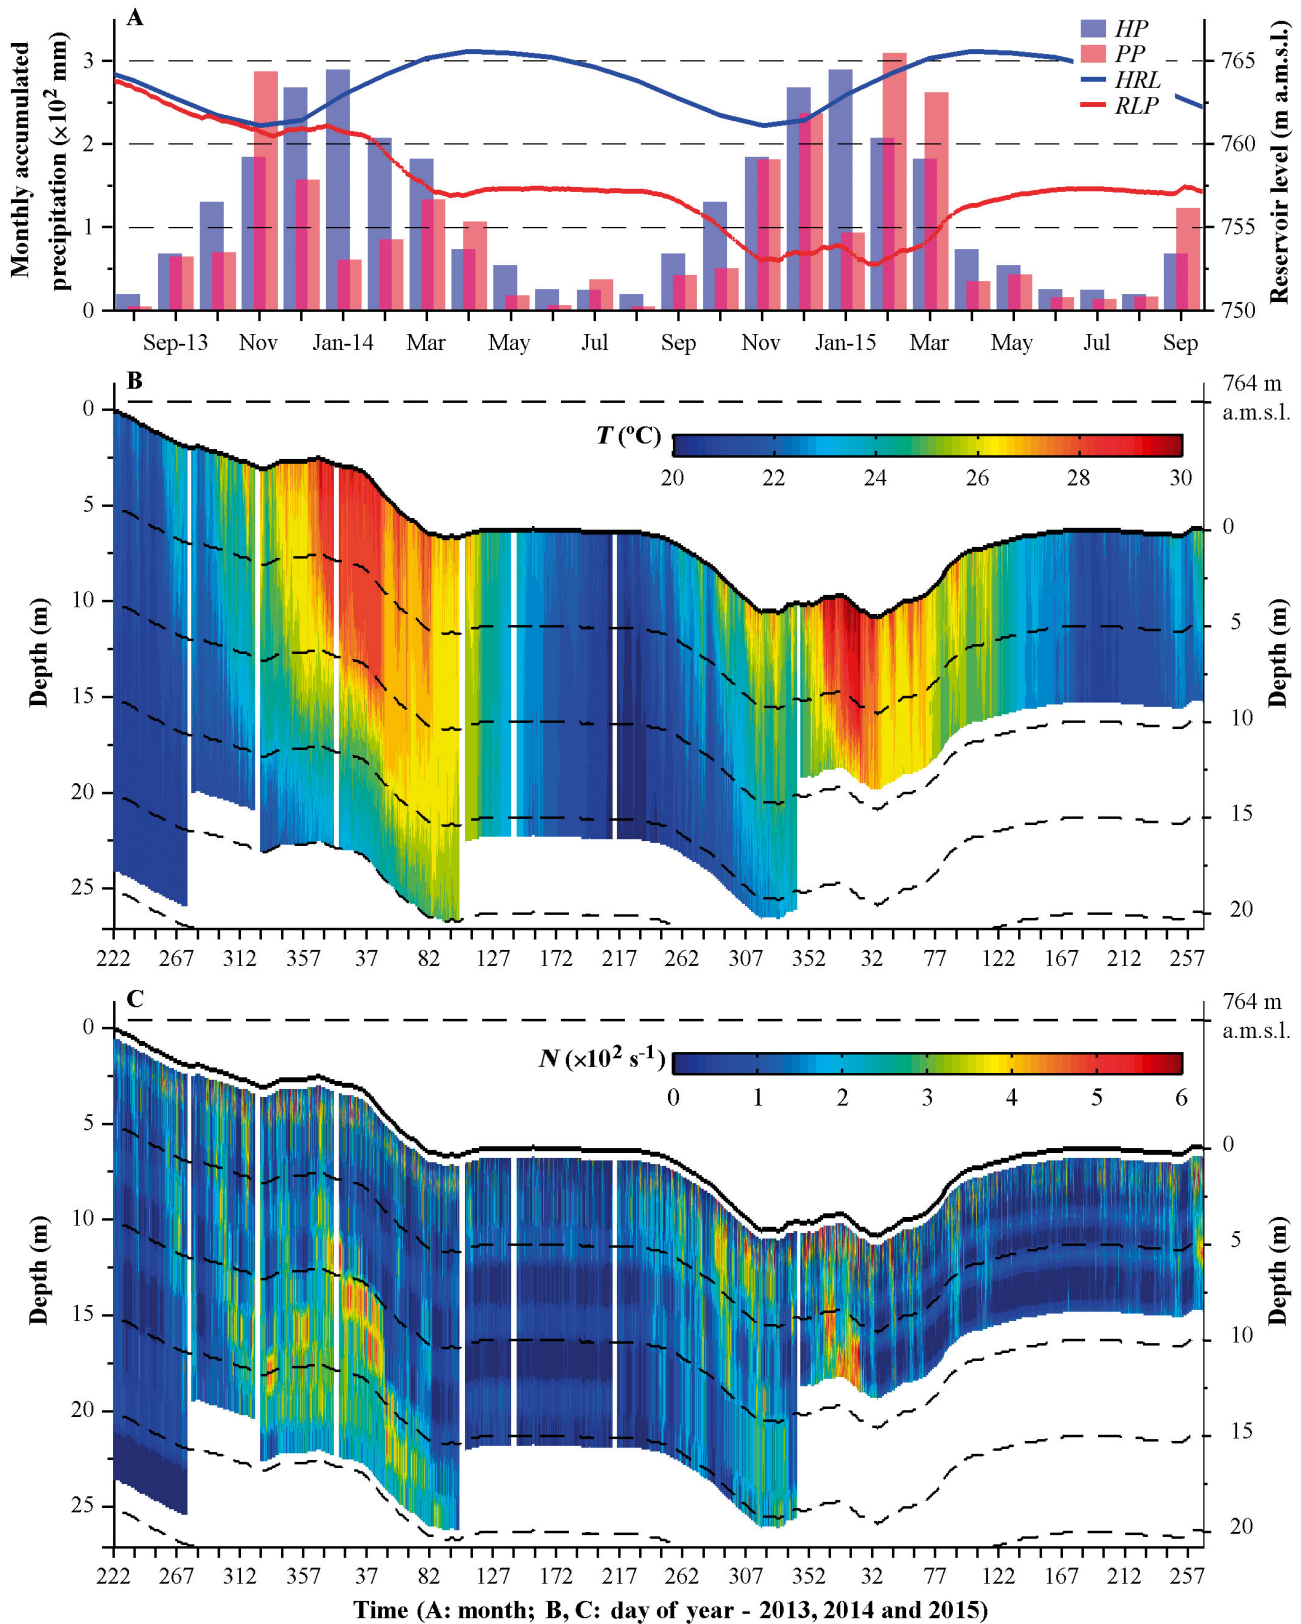 A
HP
PP
HRL
RLP
Monthly accumulated
precipitation (×10² mm)
3
2
1
0
765
760
755
750
Reservoir level (m a.m.s.l.)
Sep-13 Nov Jan-14 Mar May Jul Sep Nov Jan-15 Mar May Jul Sep
B
764 m
a.m.s.l.
T (ºC)
20 22 24 26 28 30
Depth (m)
0
5
10
15
20
25
0
5
10
15
20
Depth (m)
222 267 312 357 37 82 127 172 217 262 307 352 32 77 122 167 212 257
C
764 m
a.m.s.l.
N (×10² s⁻¹)
0 1 2 3 4 5 6
Depth (m)
0
5
10
15
20
25
0
5
10
15
20
Depth (m)
222 267 312 357 37 82 127 172 217 262 307 352 32 77 122 167 212 257
Time (A: month; B, C: day of year - 2013, 2014 and 2015)